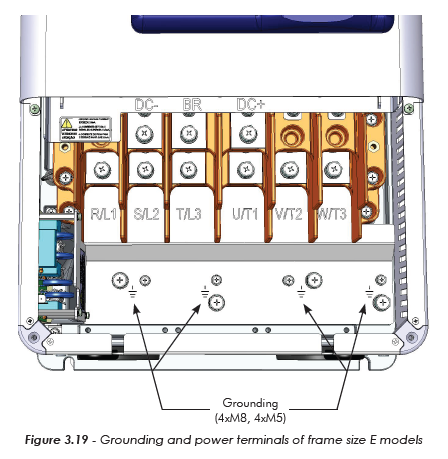 DC- BR DC+
R/L1 S/L2 T/L3 U/T1 V/T2 W/T3
Grounding
(4xM8, 4xM5)
Figure 3.19 - Grounding and power terminals of frame size E models